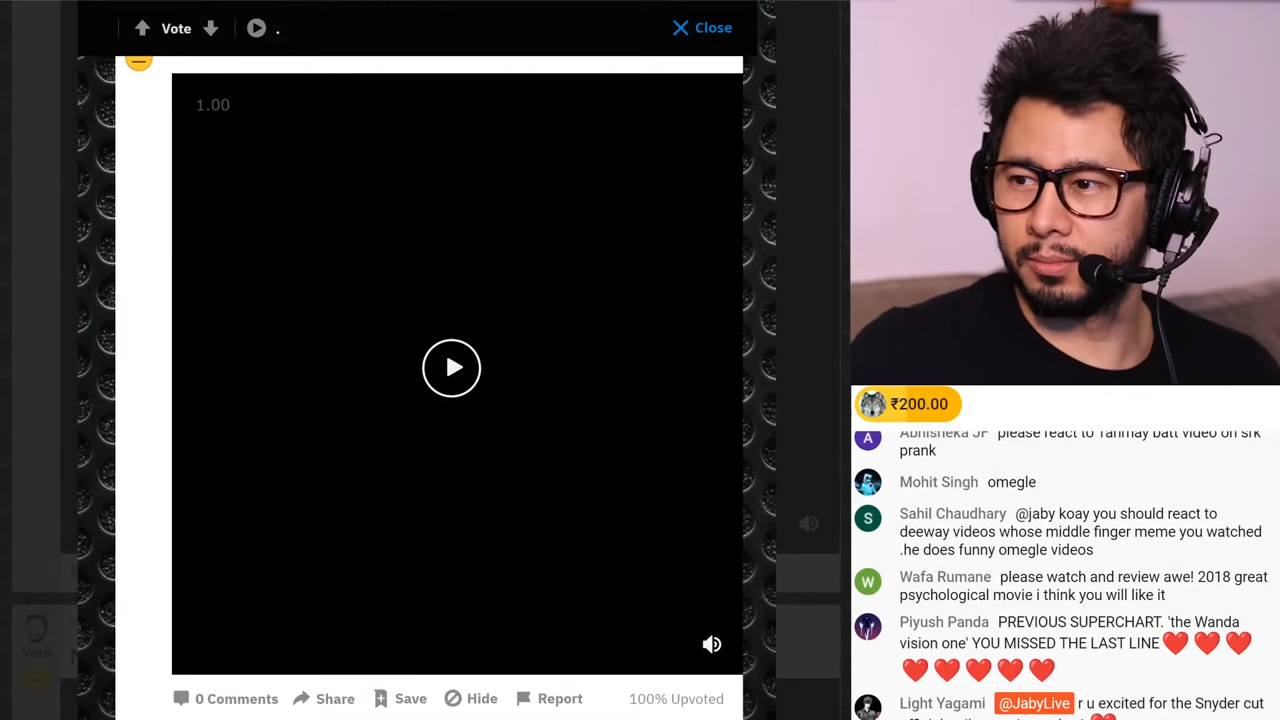 Vote
.
Close
1.00
0 Comments
Share
Save
Hide
Report
100% Upvoted
Vote
₹200.00
A
Abhisheka JF please react to Tanmay batt video on srk
prank
Mohit Singh omegle
S
Sahil Chaudhary @jaby koay you should react to
deeway videos whose middle finger meme you watched
.he does funny omegle videos
W
Wafa Rumane please watch and review awe! 2018 great
psychological movie i think you will like it
Piyush Panda PREVIOUS SUPERCHART. 'the Wanda
vision one' YOU MISSED THE LAST LINE ❤️ ❤️ ❤️
❤️ ❤️ ❤️ ❤️ ❤️
Light Yagami @JabyLive r u excited for the Snyder cut